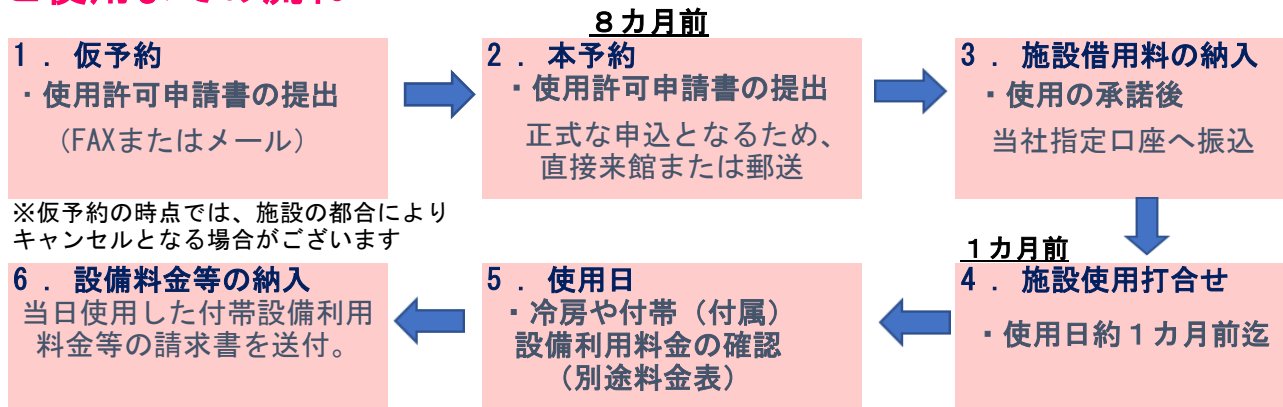 ８カ月前
１．仮予約
・使用許可申請書の提出
（FAXまたはメール）
※仮予約の時点では、施設の都合により
キャンセルとなる場合がございます
２．本予約
・使用許可申請書の提出
正式な申込となるため、
直接来館または郵送
３．施設借用料の納入
・使用の承諾後
当社指定口座へ振込
１カ月前
４．施設使用打合せ
・使用日約１カ月前迄
５．使用日
・冷房や付帯（付属）
設備利用料金の確認
（別途料金表）
６．設備料金等の納入
当日使用した付帯設備利用
料金等の請求書を送付。